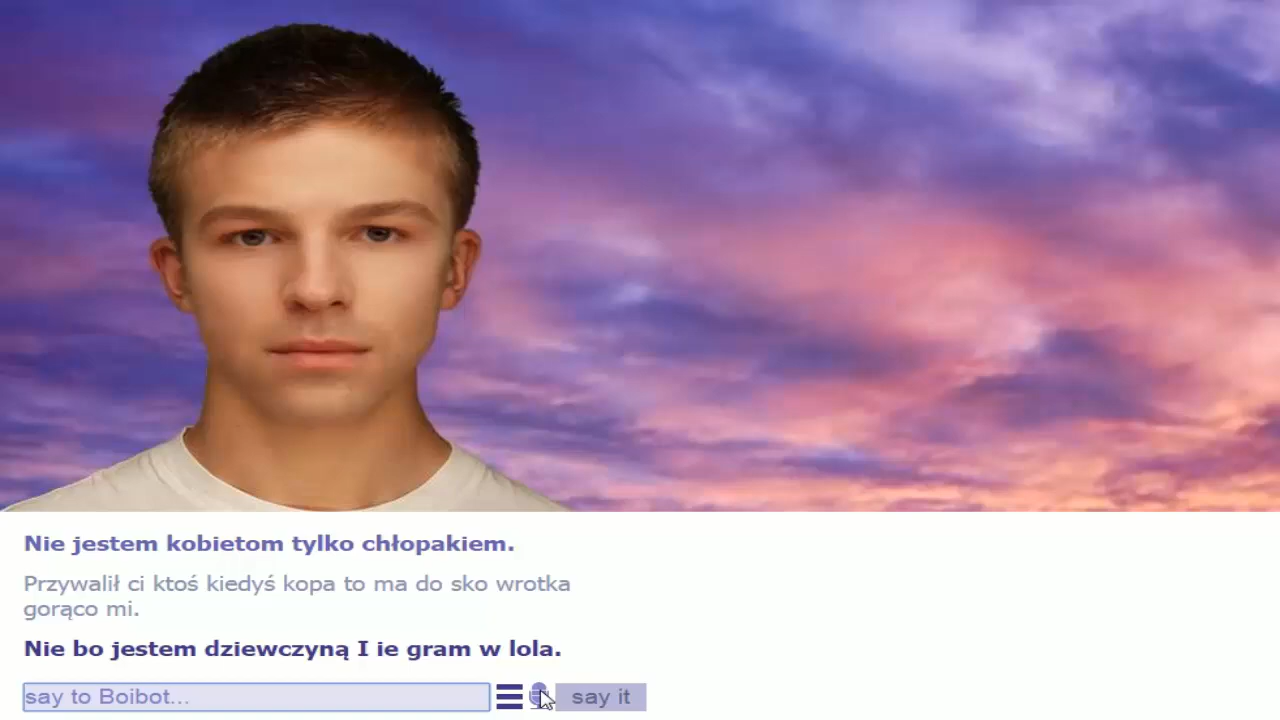 Nie jestem kobietom tylko chłopakiem.
Przywalił ci ktoś kiedyś kopa to ma do sko wrotka
gorąco mi.
Nie bo jestem dziewczyną I ie gram w lola.
say to Boibot...
say it